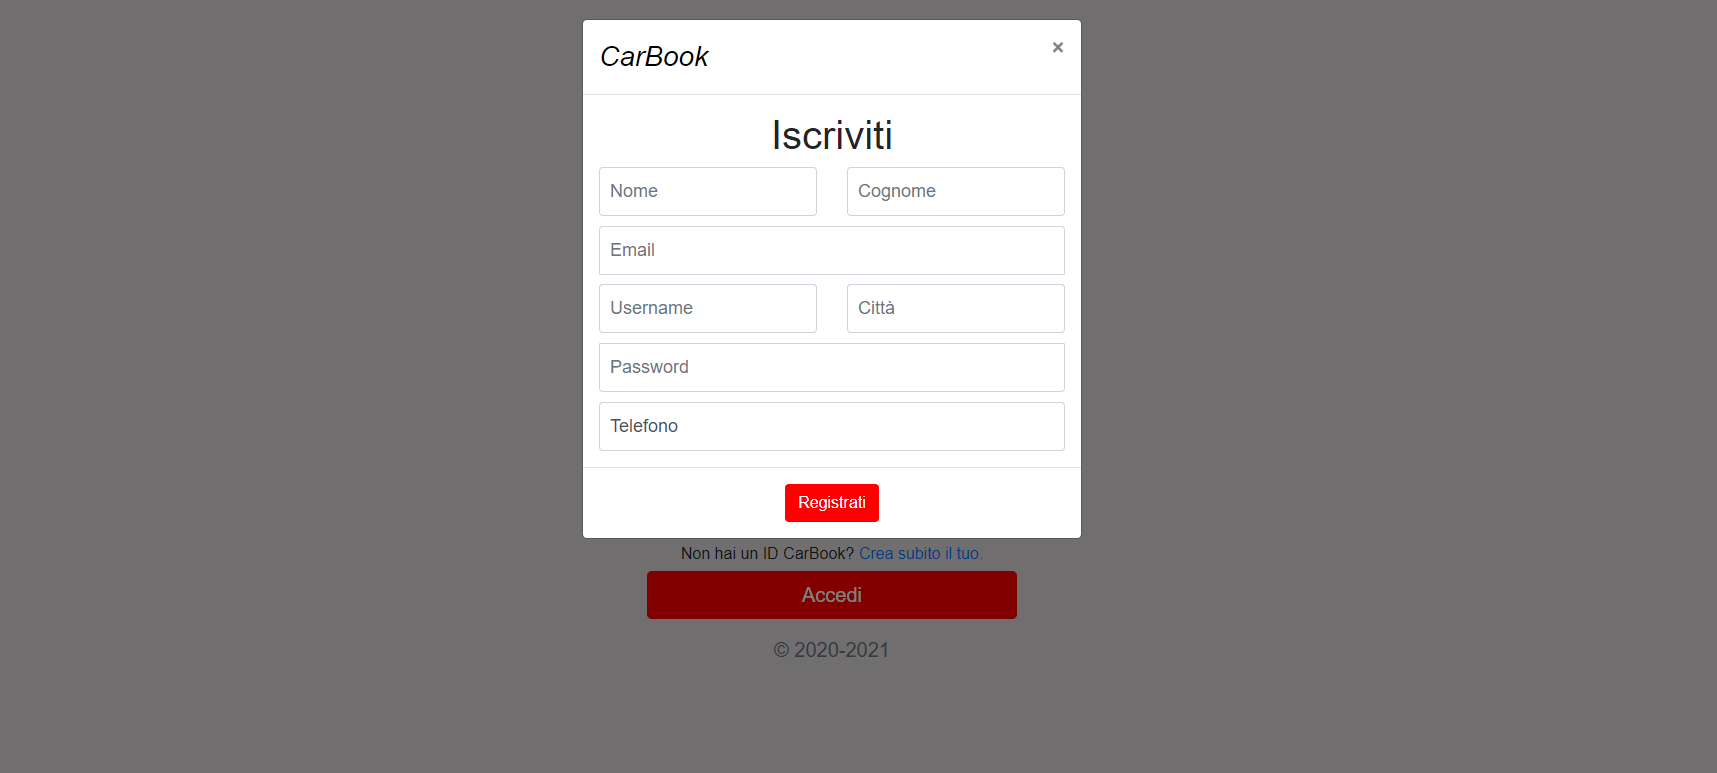 CarBook ×
Iscriviti
Nome Cognome
Email
Username Città
Password
Telefono
Registrati
Non hai un ID CarBook? Crea subito il tuo.
Accedi
© 2020-2021